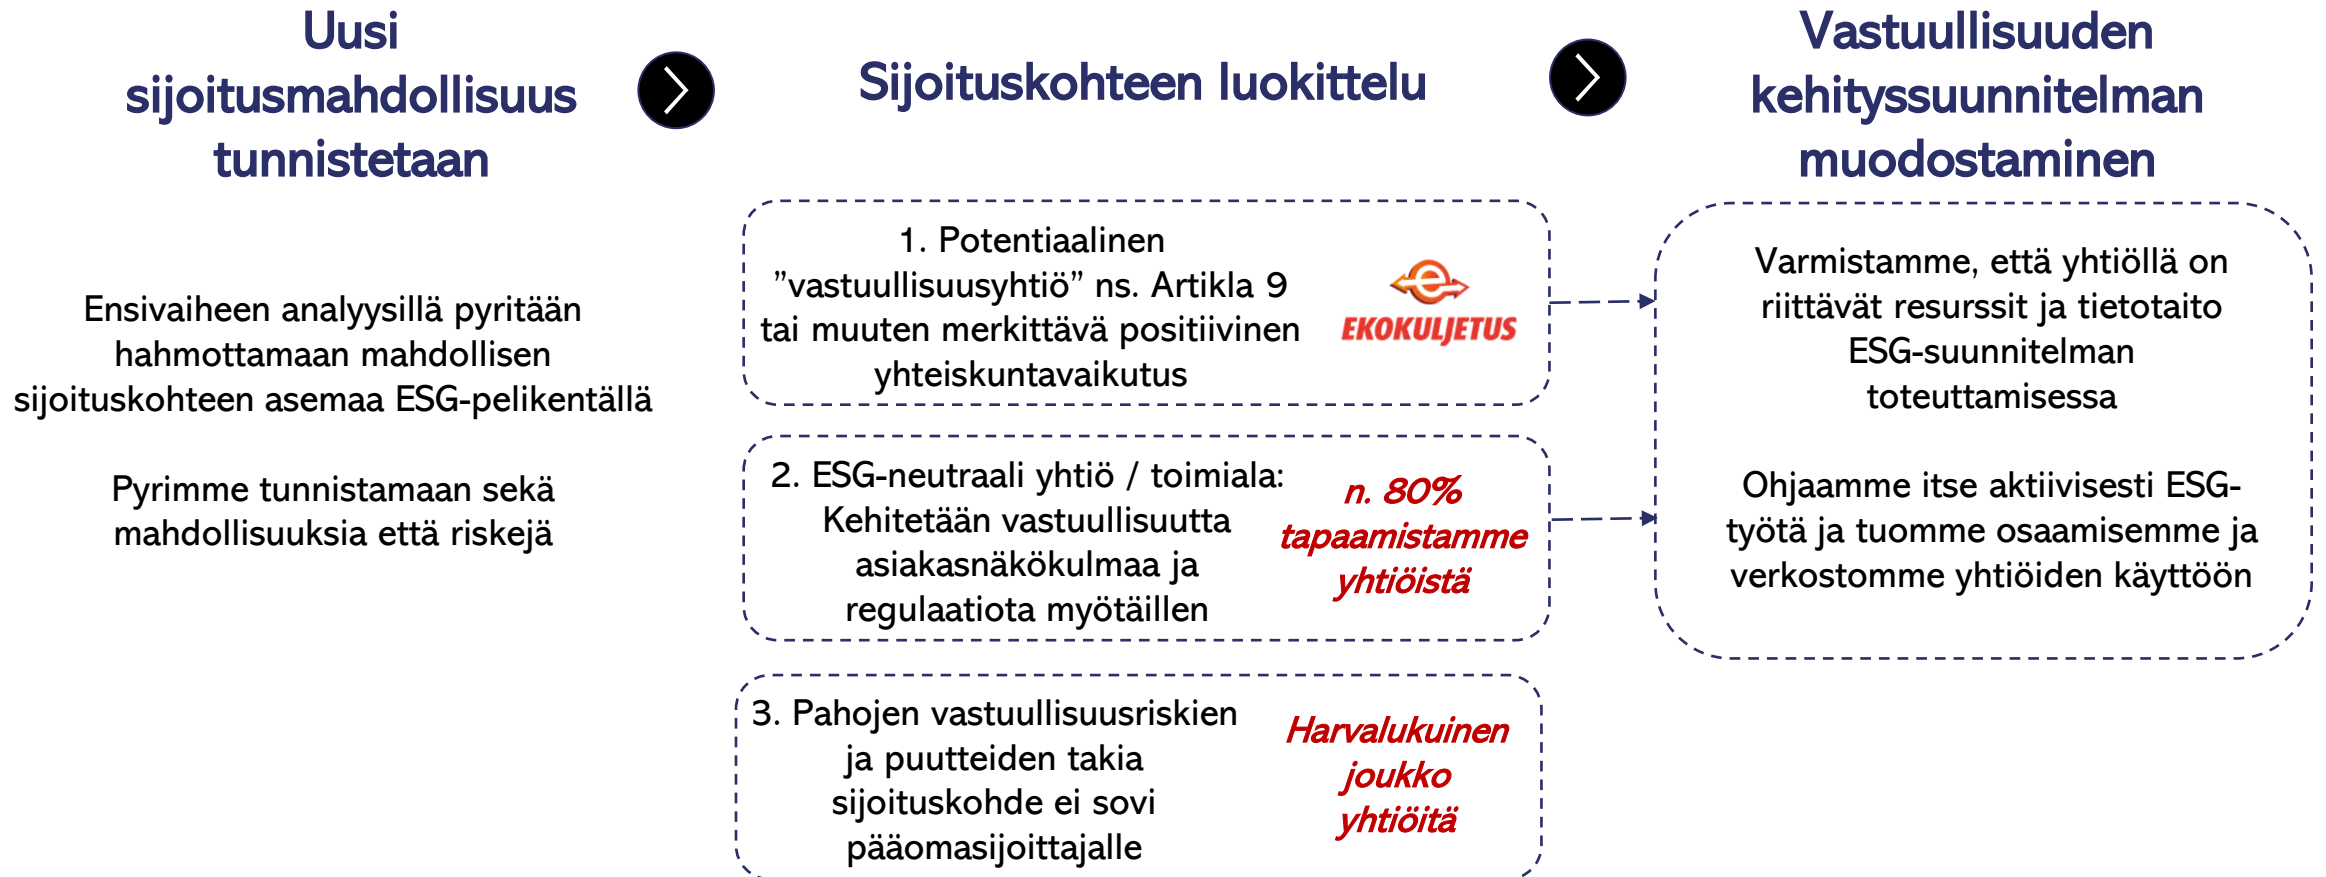 Uusi
sijoitusmahdollisuus
tunnistetaan
Ensivaiheen analyysillä pyritään
hahmottamaan mahdollisen
sijoituskohteen asemaa ESG-pelikentällä
Pyrimme tunnistamaan sekä
mahdollisuuksia että riskejä
Sijoituskohteen luokittelu
1. Potentiaalinen
”vastuullisuusyhtiö” ns. Artikla 9
tai muuten merkittävä positiivinen
yhteiskuntavaikutus
e
EKOKULJETUS
2. ESG-neutraali yhtiö / toimiala:
Kehitetään vastuullisuutta
asiakasnäkökulmaa ja
regulaatiota myötäillen
n. 80%
tapaamistamme
yhtiöistä
3. Pahojen vastuullisuusriskien
ja puutteiden takia
sijoituskohde ei sovi
pääomasijoittajalle
Harvalukuinen
joukko
yhtiöitä
Vastuullisuuden
kehityssuunnitelman
muodostaminen
Varmistamme, että yhtiöllä on
riittävät resurssit ja tietotaito
ESG-suunnitelman
toteuttamisessa
Ohjaamme itse aktiivisesti ESG-
työtä ja tuomme osaamisemme ja
verkostomme yhtiöiden käyttöön